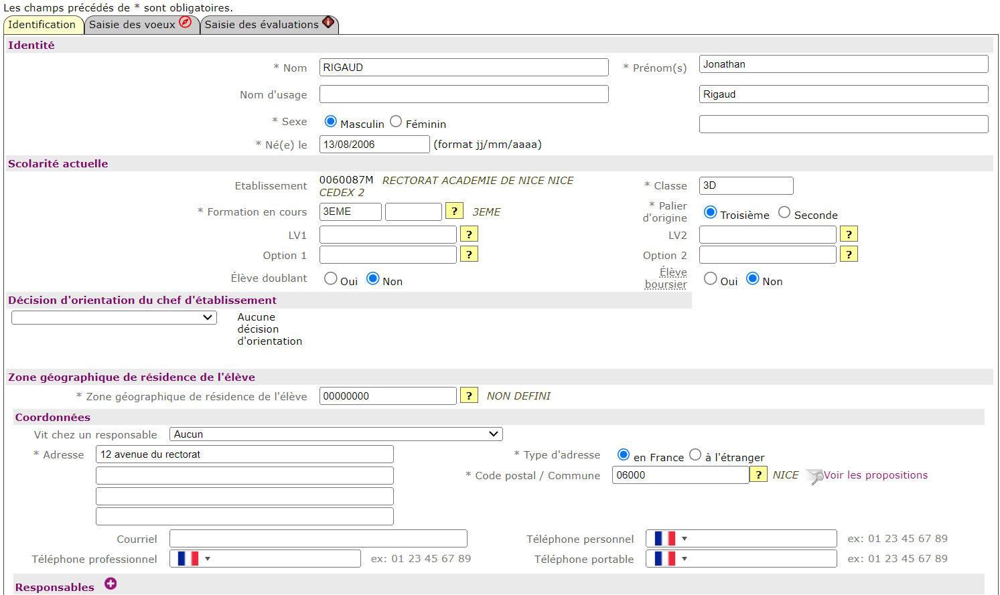 Les champs précédés de * sont obligatoires.
Identification Saisie des voeux Saisie des évaluations
Identité
* Nom RIGAUD * Prénom(s) Jonathan
Nom d'usage Rigaud
* Sexe Masculin Féminin
* Né(e) le 13/08/2006 (format jj/mm/aaaa)
Scolarité actuelle
Etablissement 0060087M RECTORAT ACADEMIE DE NICE NICE
CEDEX 2
* Classe 3D
* Formation en cours 3EME ? 3EME
* Palier
d'origine Troisième Seconde
LV1 ? LV2 ?
Option 1 ? Option 2 ?
Élève doublant Oui Non
Élève
boursier Oui Non
Décision d'orientation du chef d'établissement
Aucune
décision
d'orientation
Zone géographique de résidence de l'élève
* Zone géographique de résidence de l'élève 00000000 ? NON DEFINI
Coordonnées
Vit chez un responsable Aucun
* Adresse 12 avenue du rectorat * Type d'adresse en France à l'étranger
* Code postal / Commune 06000 ? NICE Voir les propositions
Courriel Téléphone personnel ex: 01 23 45 67 89
Téléphone professionnel ex: 01 23 45 67 89 Téléphone portable ex: 01 23 45 67 89
Responsables